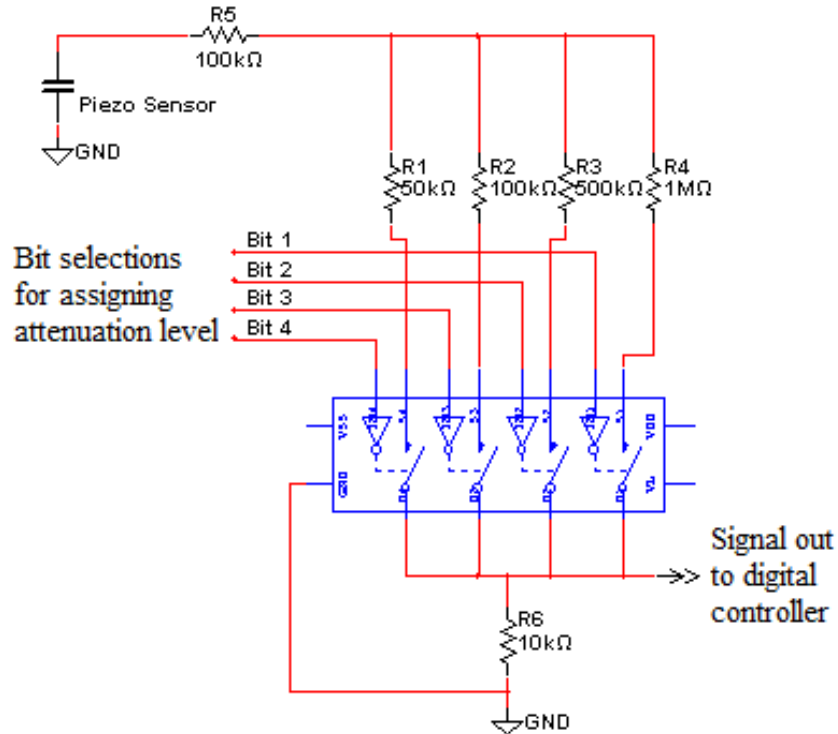 R5
100kΩ
Piezo Sensor
GND
R1
50kΩ
R2
100kΩ
R3
500kΩ
R4
1MΩ
Bit selections
for assigning
attenuation level
Bit 1
Bit 2
Bit 3
Bit 4
VSS
GND
VDD
VL
Signal out
to digital
controller
R6
10kΩ
GND